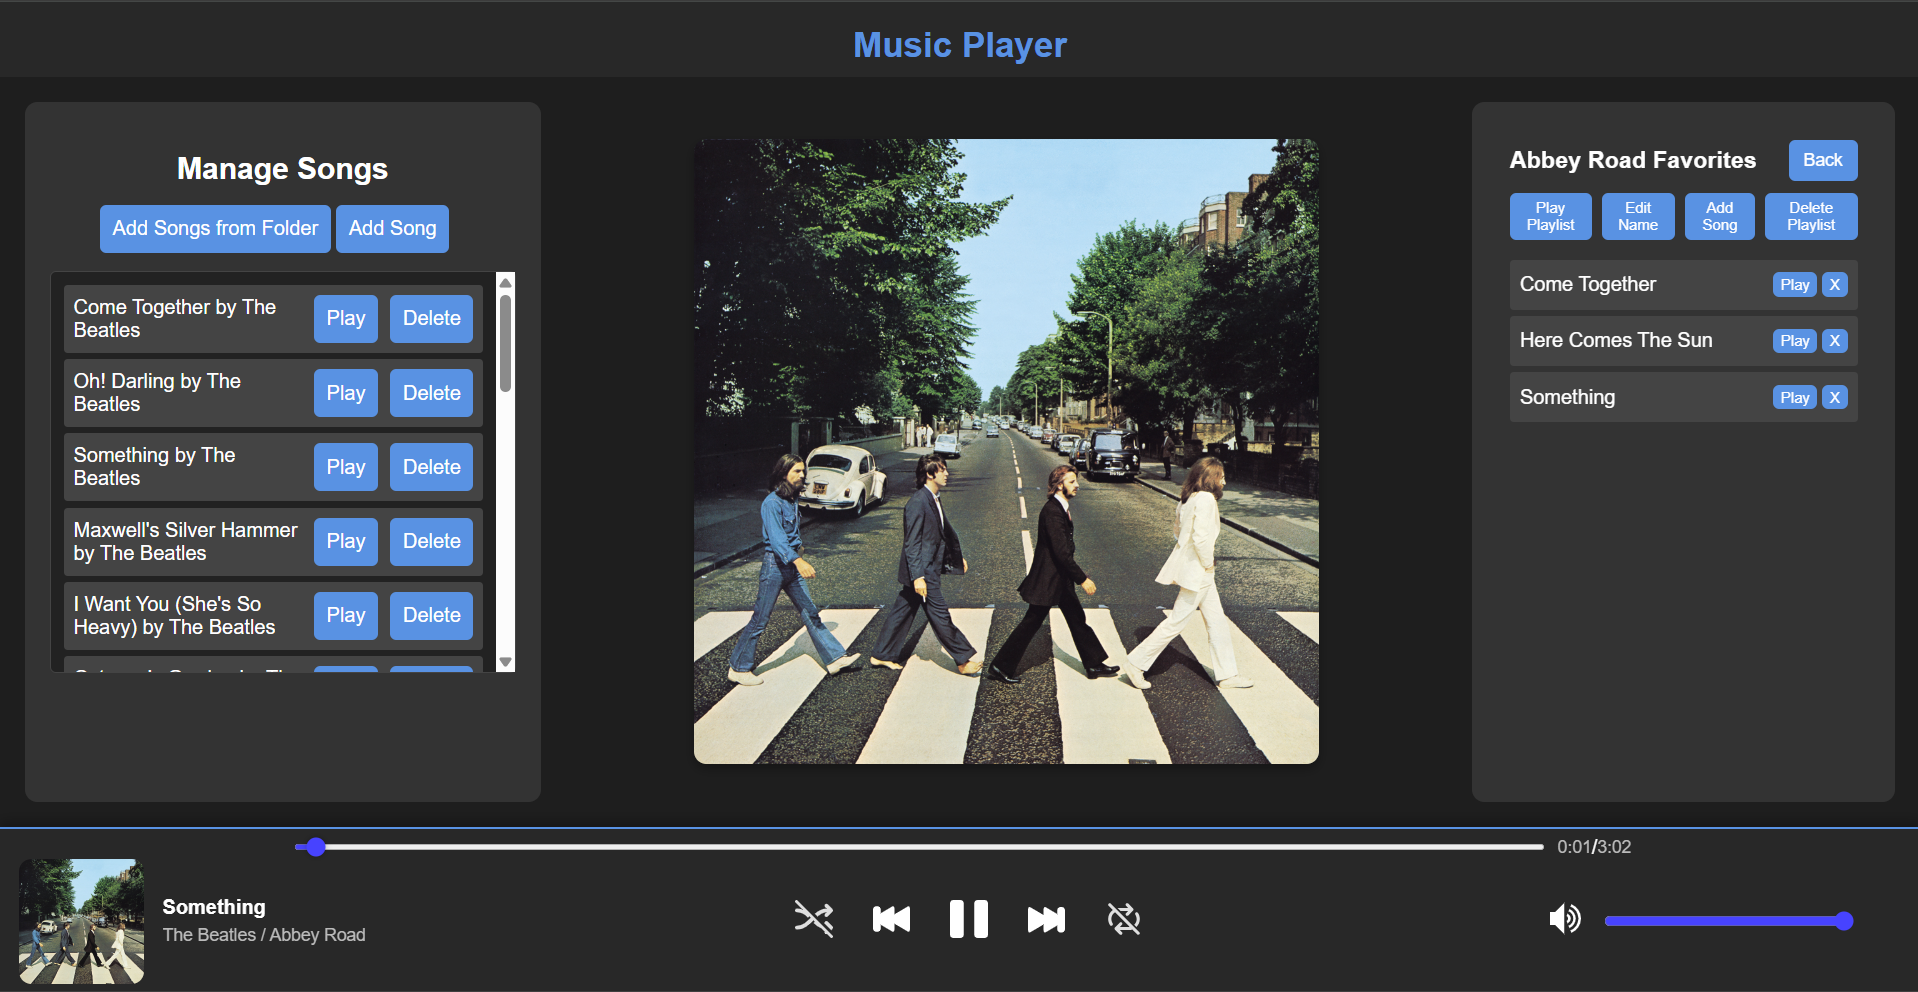 Music Player
Manage Songs
Add Songs from Folder
Add Song
Come Together by The
Beatles
Play
Delete
Oh! Darling by The
Beatles
Play
Delete
Something by The
Beatles
Play
Delete
Maxwell's Silver Hammer
by The Beatles
Play
Delete
I Want You (She's So
Heavy) by The Beatles
Play
Delete
Abbey Road Favorites
Back
Play
Playlist
Edit
Name
Add
Song
Delete
Playlist
Come Together
Play
X
Here Comes The Sun
Play
X
Something
Play
X
0:01/3:02
Something
The Beatles / Abbey Road